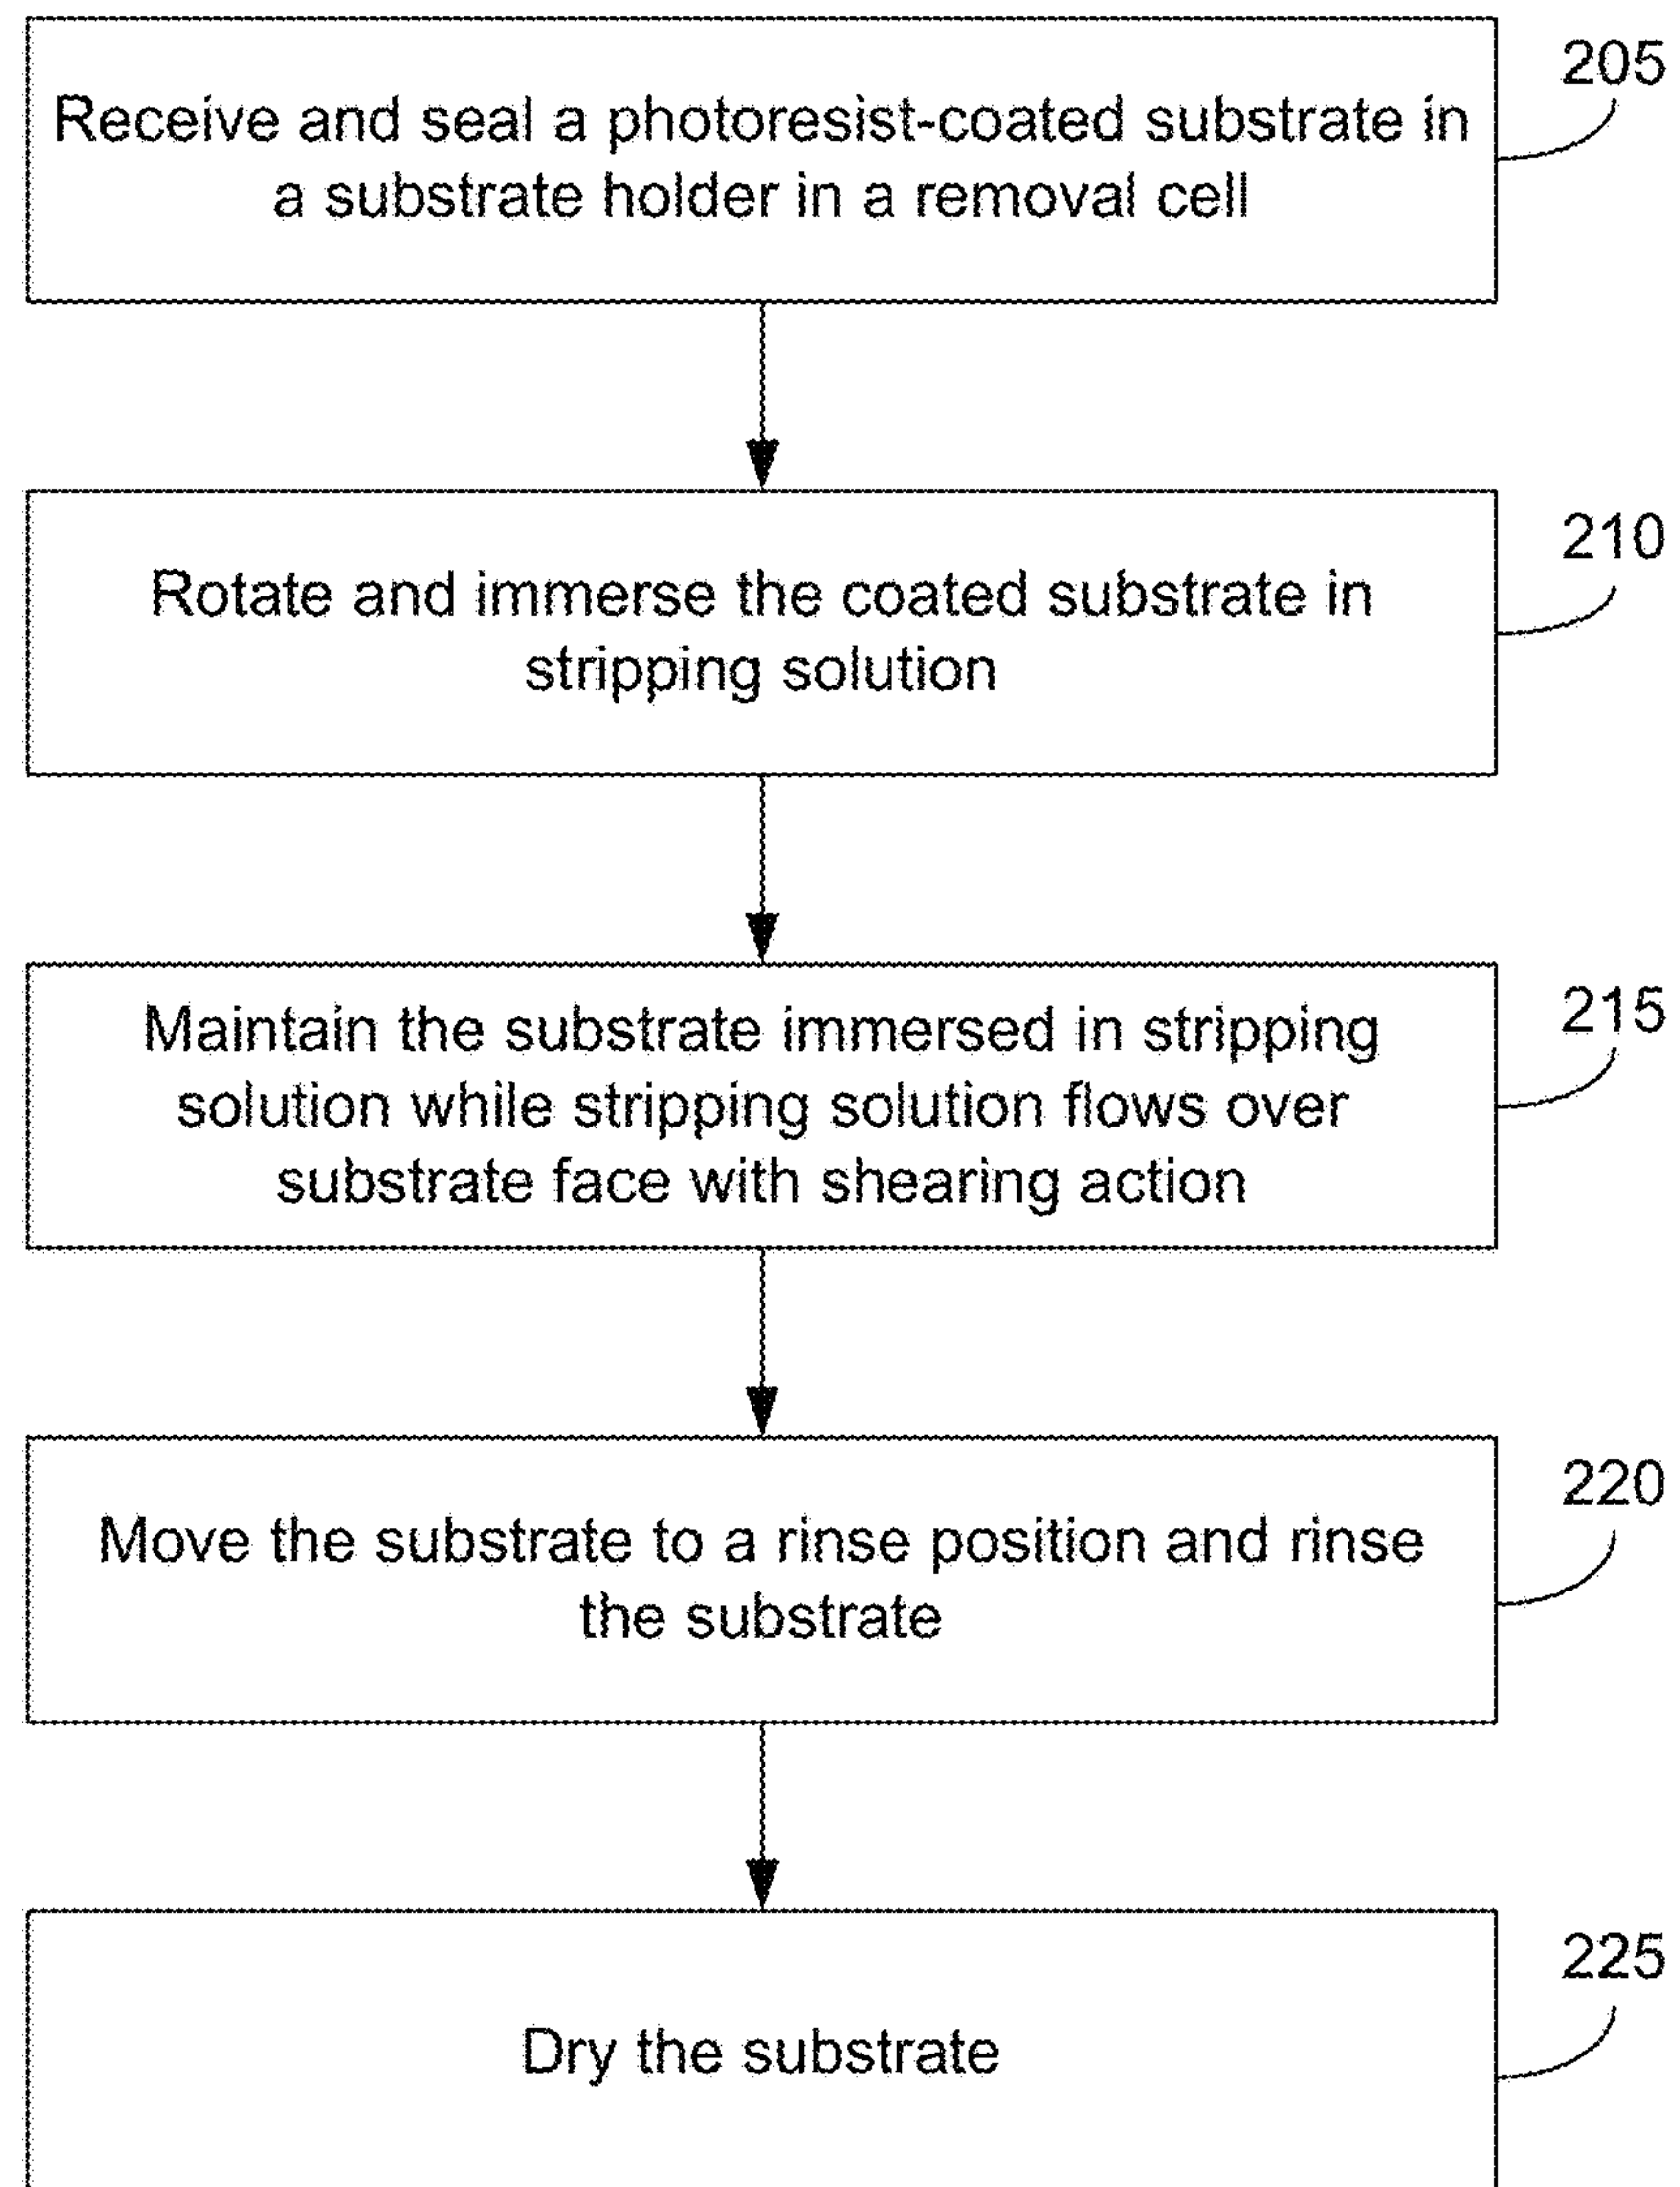 Receive and seal a photoresist-coated substrate in
a substrate holder in a removal cell
205
Rotate and immerse the coated substrate in
stripping solution
210
Maintain the substrate immersed in stripping
solution while stripping solution flows over
substrate face with shearing action
215
Move the substrate to a rinse position and rinse
the substrate
220
Dry the substrate
225